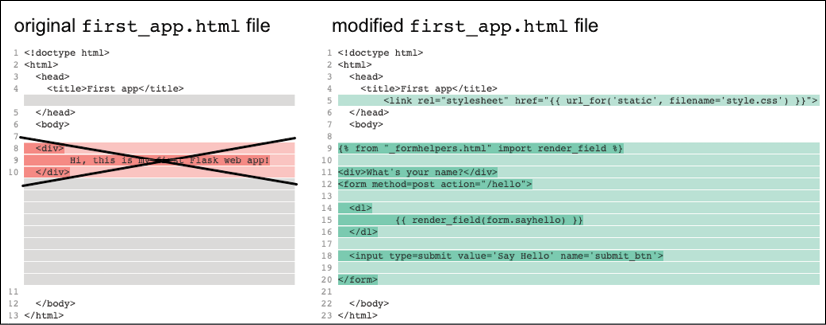 original first_app.html file
1 <!doctype html>
2 <html>
3 <head>
4 <title>First app</title>
5 </head>
6 <body>
7
8 <div>
9 Hi, this is my first Flask web app!
10 </div>
11
12 </body>
13 </html>
modified first_app.html file
1 <!doctype html>
2 <html>
3 <head>
4 <title>First app</title>
5 <link rel="stylesheet" href="{{ url_for('static', filename='style.css') }}">
6 </head>
7 <body>
8
9 {% from "_formhelpers.html" import render_field %}
10
11 <div>What's your name?</div>
12 <form method=post action="/hello">
13
14 <dl>
15 {{ render_field(form.sayhello) }}
16 </dl>
17
18 <input type=submit value='Say Hello' name='submit_btn'>
19
20 </form>
21
22 </body>
23 </html>